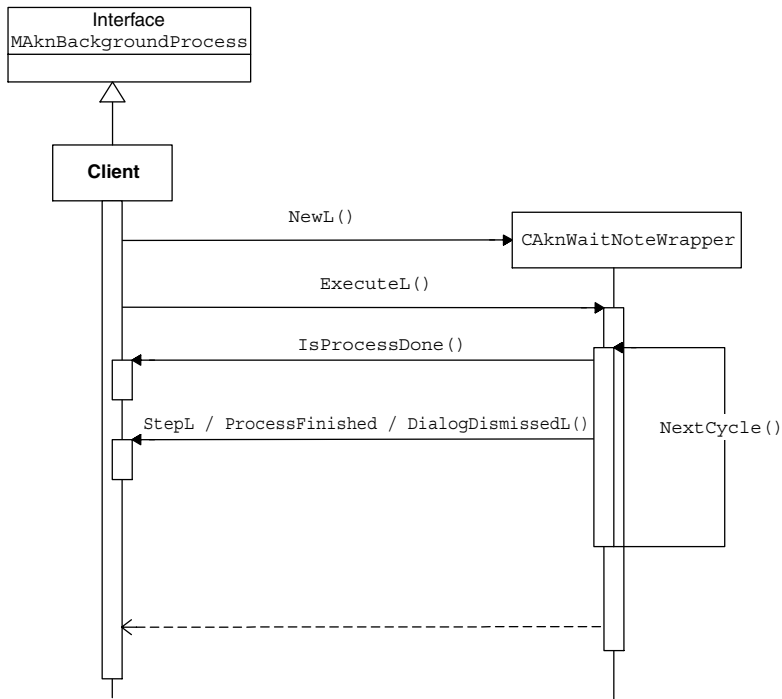 Interface
MAknBackgroundProcess
Client
NewL()
CAknWaitNoteWrapper
ExecuteL()
IsProcessDone()
StepL / ProcessFinished / DialogDismissedL()
NextCycle()